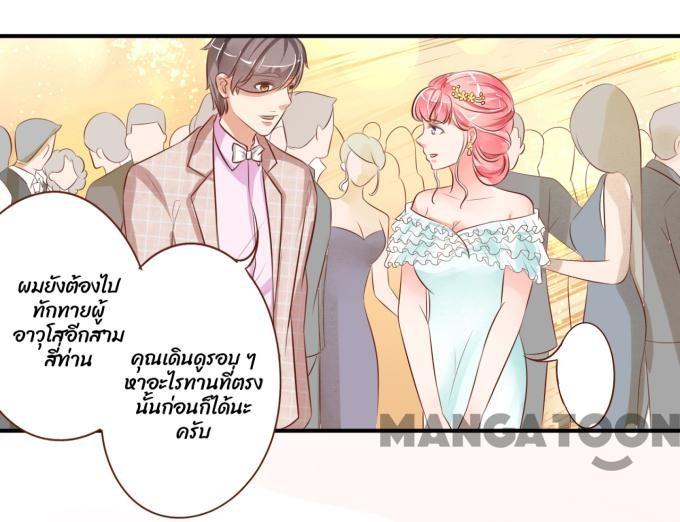 ผมยังต้องไป
ทักทายผู้
อาวุโสอีกสาม
สี่ท่าน
คุณเดินดูรอบ ๆ
หาอะไรทานที่ตรง
นั้นก่อนก็ได้นะ
ครับ
MANGATOON